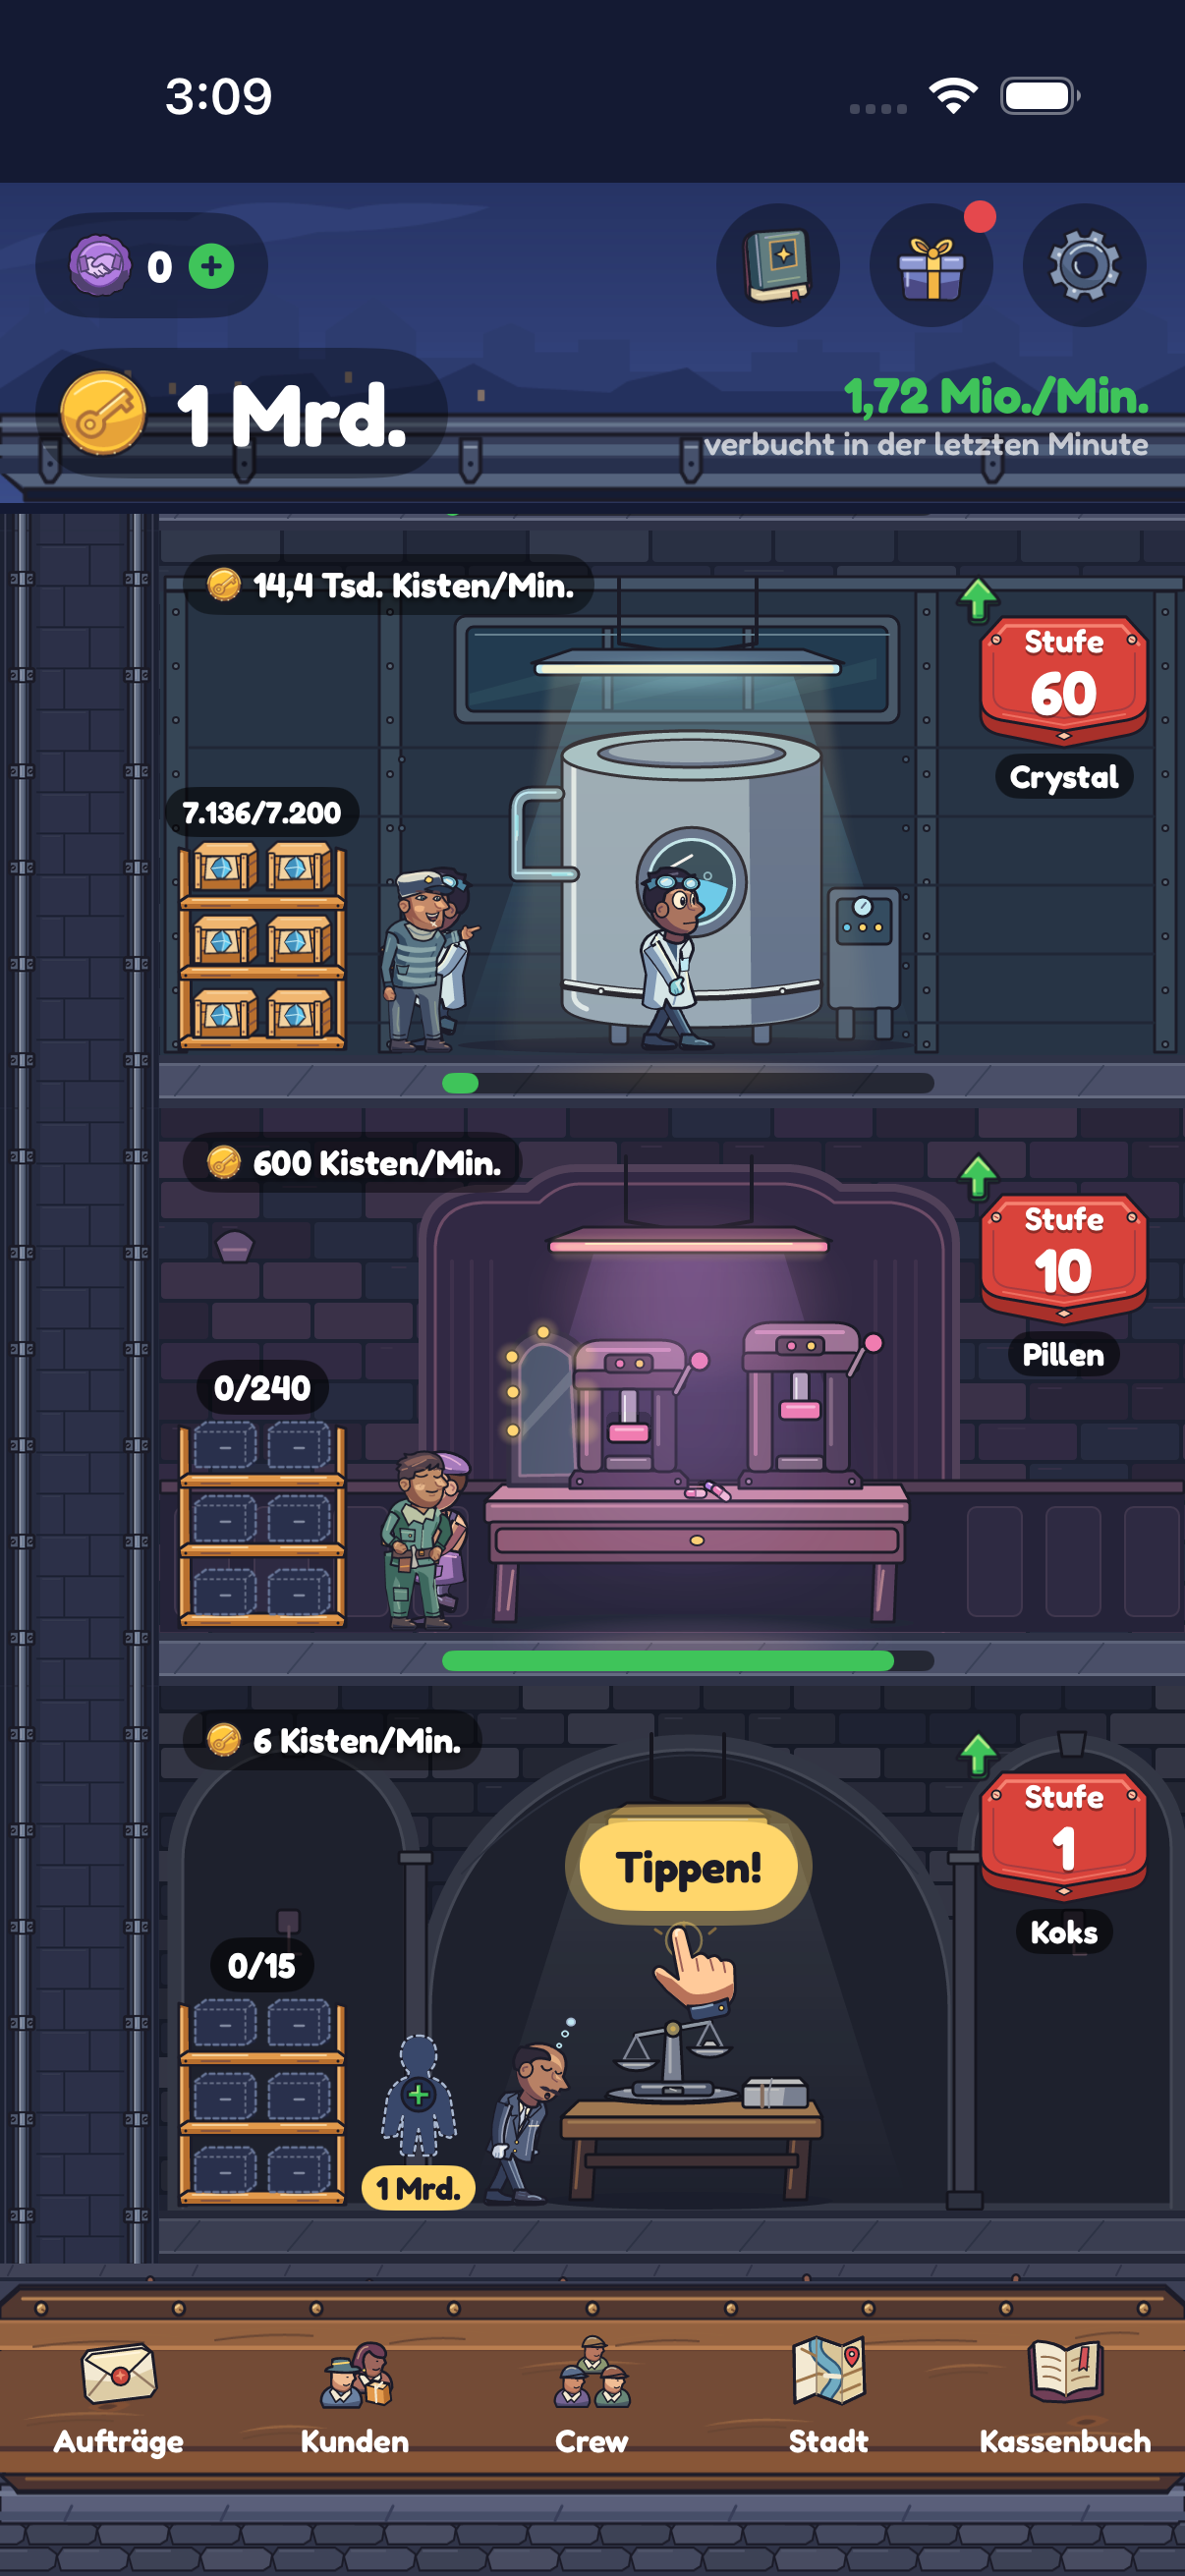 3:09
0
1 Mrd.
1,72 Mio./Min.
verbucht in der letzten Minute
14,4 Tsd. Kisten/Min.
Stufe
60
Crystal
7.136/7.200
600 Kisten/Min.
Stufe
10
Pillen
0/240
6 Kisten/Min.
Stufe
1
Koks
Tippen!
0/15
1 Mrd.
Aufträge
Kunden
Crew
Stadt
Kassenbuch